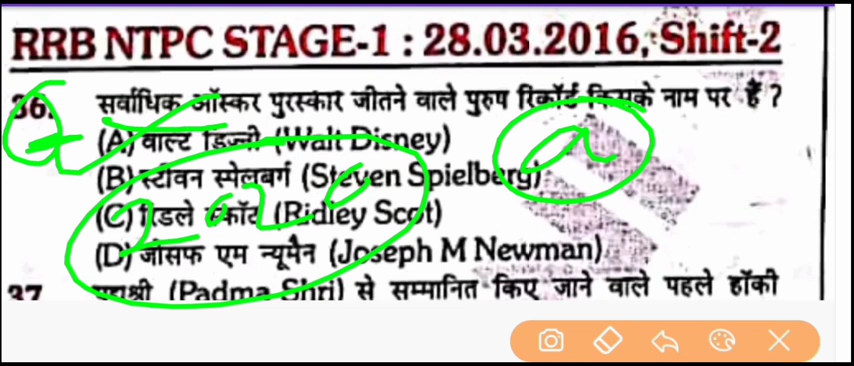 RRB NTPC STAGE-1 : 28.03.2016, Shift-2
36. सर्वाधिक ऑस्कर पुरस्कार जीतने वाले पुरुष रिकॉर्ड किसके नाम पर है ?
(A) वाल्ट डिज्नी (Walt Disney)
(B) स्टीवन स्पेलबर्ग (Steven Spielberg)
(C) रिडले स्कॉट (Ridley Scot)
(D) जोसफ एम न्यूमैन (Joseph M Newman)
37 पद्मश्री (Padma Shri) से सम्मानित किए जाने वाले पहले हॉकी
a